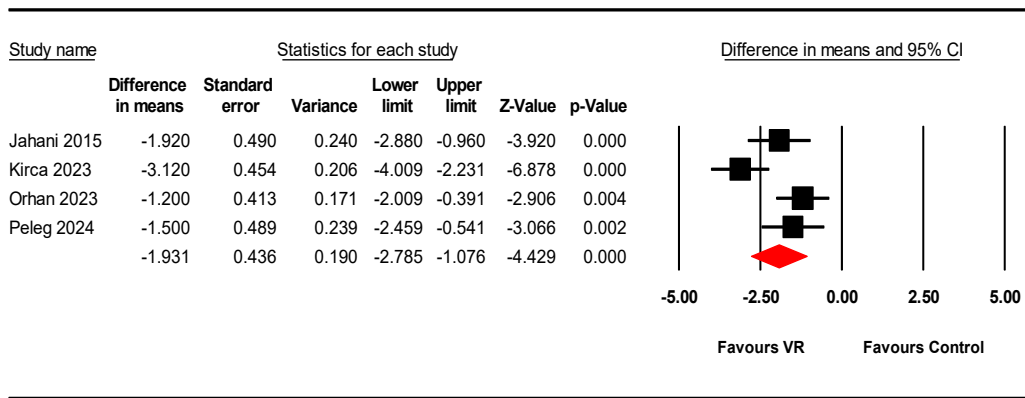 Study name Statistics for each study Difference in means and 95% CI
Difference Standard Lower Upper
in means error Variance limit limit Z-Value p-Value
Jahani 2015 -1.920 0.490 0.240 -2.880 -0.960 -3.920 0.000
Kirca 2023 -3.120 0.454 0.206 -4.009 -2.231 -6.878 0.000
Orhan 2023 -1.200 0.413 0.171 -2.009 -0.391 -2.906 0.004
Peleg 2024 -1.500 0.489 0.239 -2.459 -0.541 -3.066 0.002
-1.931 0.436 0.190 -2.785 -1.076 -4.429 0.000
-5.00 -2.50 0.00 2.50 5.00
Favours VR Favours Control